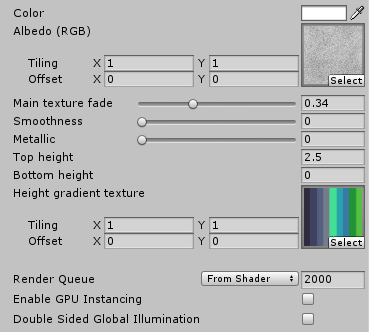 Color
Albedo (RGB)
Tiling X 1 Y 1
Offset X 0 Y 0
Select
Main texture fade 0.34
Smoothness 0
Metallic 0
Top height 2.5
Bottom height 0
Height gradient texture
Tiling X 1 Y 1
Offset X 0 Y 0
Select
Render Queue From Shader 2000
Enable GPU Instancing
Double Sided Global Illumination